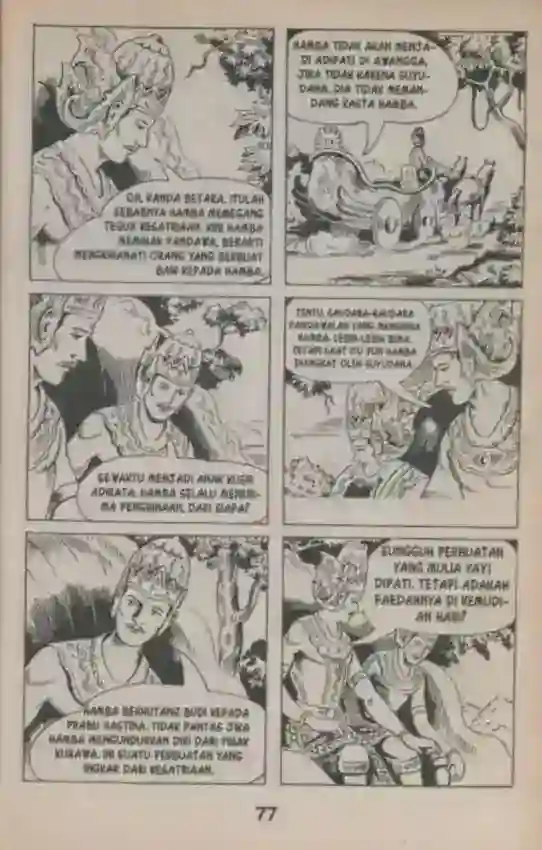 OH, KANDA BETARA, ITULAH
SEBABNYA HAMBA MEMEGANG
TEGUH KESATRIAAN. KINI HAMBA
MEMIHAK PANDAWA, BERARTI
MENGKHIANATI ORANG YANG BERBUAT
BAIK KEPADA HAMBA.
HAMBA TIDAK AKAN MENJA-
DI ADIPATI DI AWANGGA,
JIKA TIDAK KARENA SUYU-
DANA. DIA TIDAK MEMAN-
DANG KASTA HAMBA.
SEWAKTU MENJADI ANAK KUSIR
ADIRATA, HAMBA SELALU MENERI-
MA PENGHINAAN, DARI SIAPA?
TENTU, SAUDARA-SAUDARA
PANDAWALAH YANG MENGHINA
HAMBA. LEBIH-LEBIH BIMA.
TETAPI SAAT ITU PUN HAMBA
DIANGKAT OLEH SUYUDANA.
HAMBA BERHUTANG BUDI KEPADA
PRABU HASTINA. TIDAK PANTAS JIKA
HAMBA MENGUNDURKAN DIRI DARI PIHAK
KURAWA. INI SUATU PERBUATAN YANG
INGKAR DARI KESATRIAAN.
SUNGGUH PERBUATAN
YANG MULIA YAYI
DIPATI. TETAPI ADAKAH
FAEDAHNYA DI KEMUDI-
AN HARI?
77